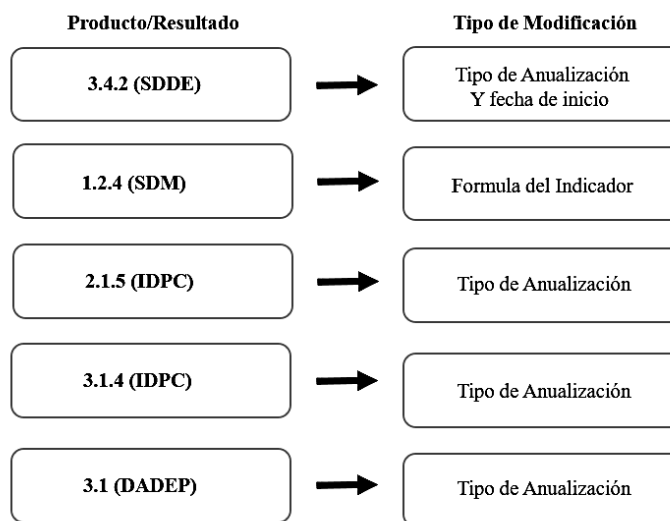 Producto/Resultado
Tipo de Modificación
3.4.2 (SDDE)
Tipo de Anualización
Y fecha de inicio
1.2.4 (SDM)
Formula del Indicador
2.1.5 (IDPC)
Tipo de Anualización
3.1.4 (IDPC)
Tipo de Anualización
3.1 (DADEP)
Tipo de Anualización